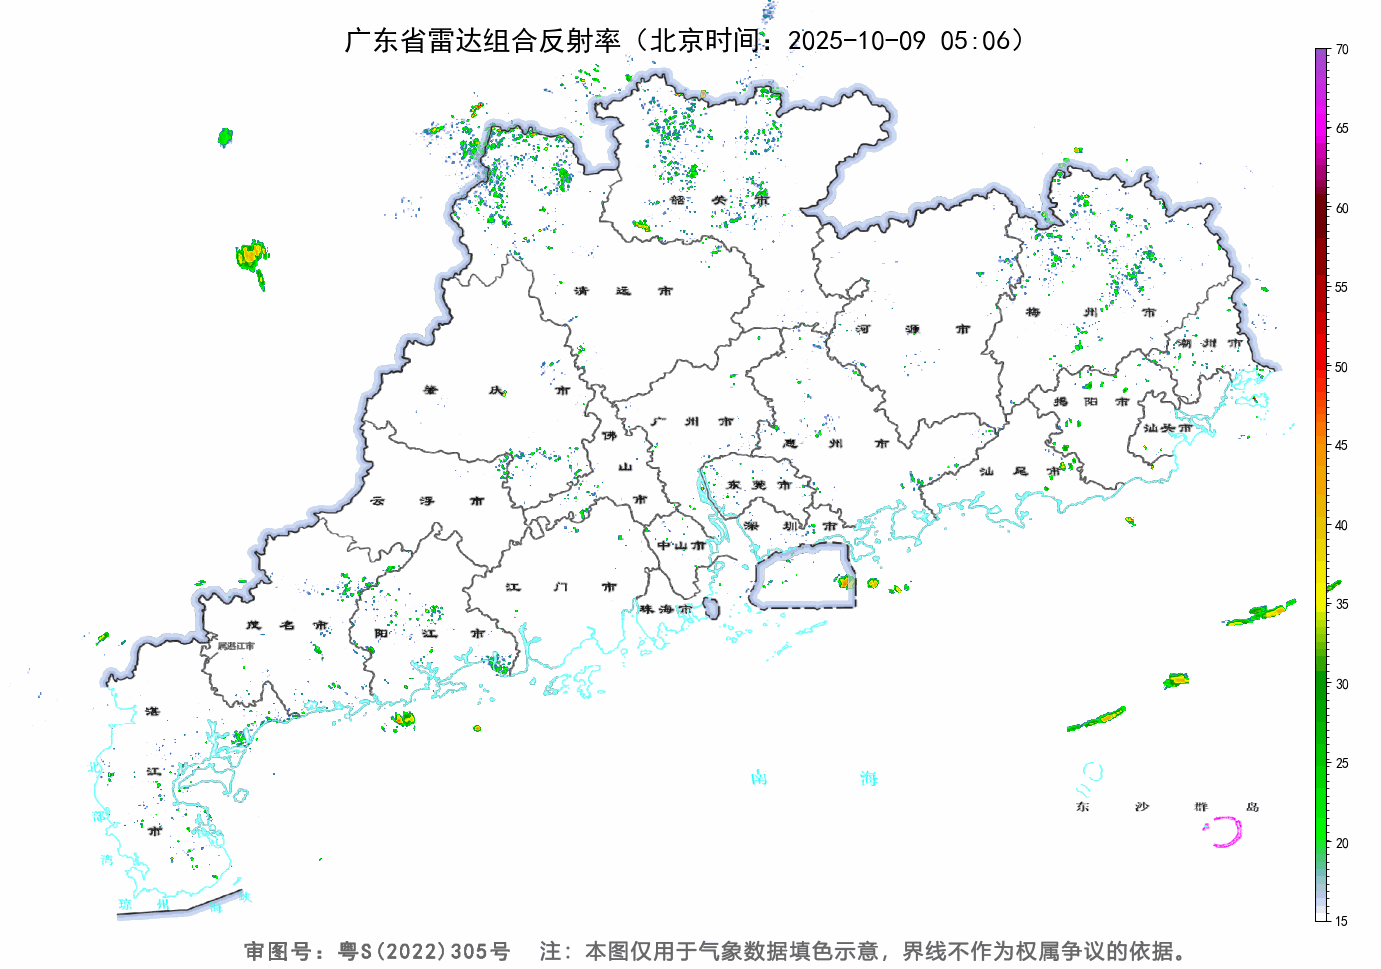 广东省雷达组合反射率（北京时间：2025-10-09 05:06）
70
65
60
55
50
45
40
35
30
25
20
15
韶关市
清远市
河源市
梅州市
潮州市
肇庆市
揭阳市
汕头市
广州市
佛山市
惠州市
汕尾市
东莞市
云浮市
深圳市
中山市
江门市
珠海市
茂名市
阳江市
属湛江市
湛江市
北部湾
南海
东沙群岛
琼州海峡
审图号：粤S(2022)305号 注：本图仅用于气象数据填色示意，界线不作为权属争议的依据。